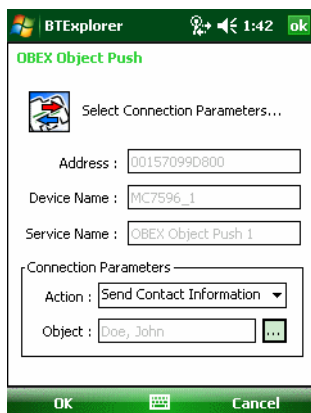 BTExplorer 1:42 ok
OBEX Object Push
Select Connection Parameters...
Address : 00157099D800
Device Name : MC7596_1
Service Name : OBEX Object Push 1
Connection Parameters
Action : Send Contact Information
Object : Doe, John ...
OK Cancel